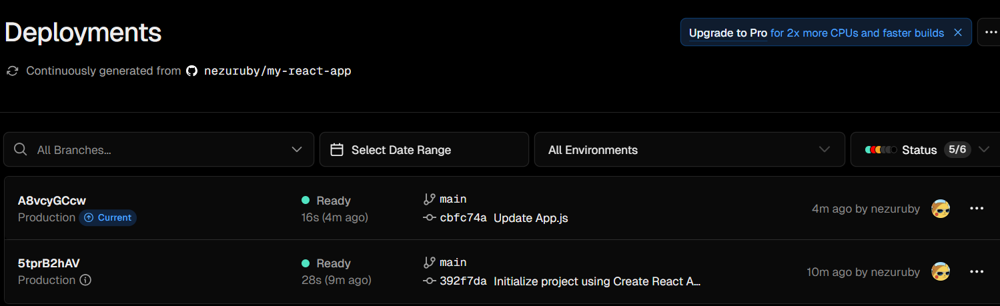 Deployments
Upgrade to Pro for 2x more CPUs and faster builds
Continuously generated from nezuruby/my-react-app
All Branches...
Select Date Range
All Environments
Status 5/6
A8vcyGCcw
Production Current
Ready
16s (4m ago)
main
cbfc74a Update App.js
4m ago by nezuruby
5tprB2hAV
Production
Ready
28s (9m ago)
main
392f7da Initialize project using Create React A...
10m ago by nezuruby